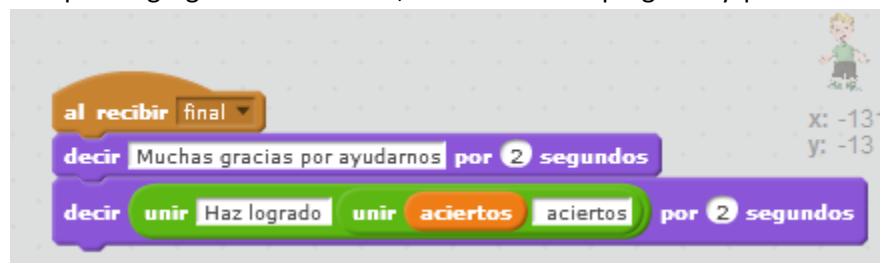 al recibir final
x: -13
decir Muchas gracias por ayudarnos por 2 segundos
y: -13
decir unir Haz logrado unir aciertos aciertos por 2 segundos